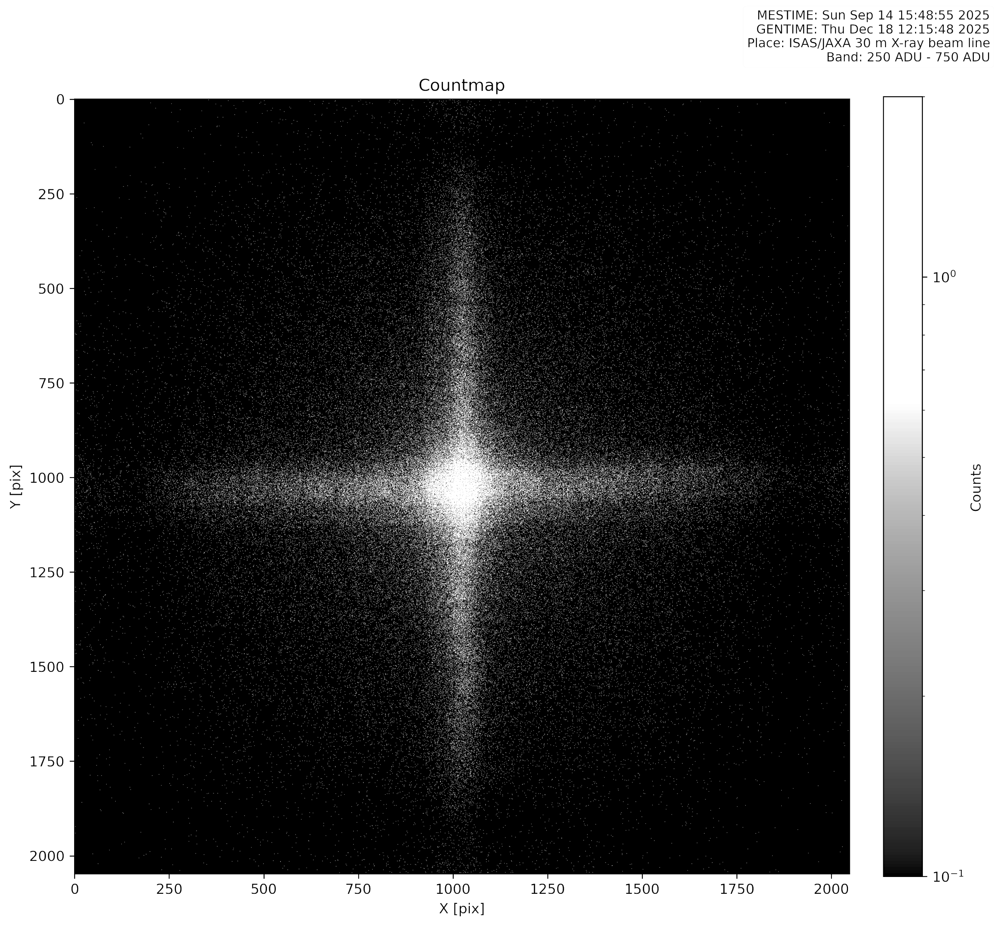 MESTIME: Sun Sep 14 15:48:55 2025
GENTIME: Thu Dec 18 12:15:48 2025
Place: ISAS/JAXA 30 m X-ray beam line
Band: 250 ADU - 750 ADU
Countmap
0
250
500
750
1000
1250
1500
1750
2000
Y [pix]
0 250 500 750 1000 1250 1500 1750 2000
X [pix]
10⁰
10⁻¹
Counts